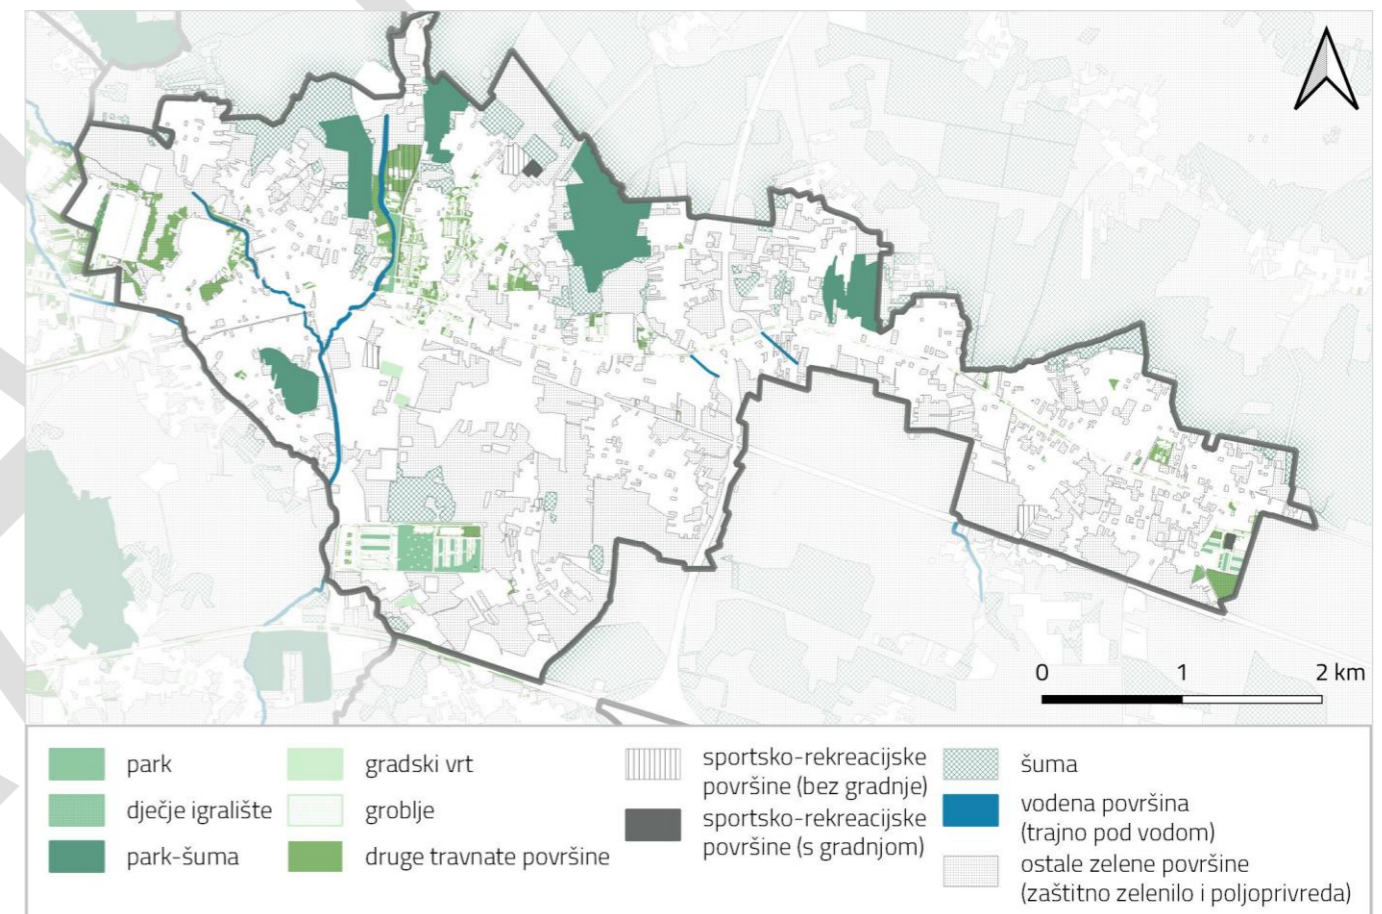 0 1 2 km
park
dječje igralište
park-šuma
gradski vrt
groblje
druge travnate površine
sportsko-rekreacijske
površine (bez gradnje)
sportsko-rekreacijske
površine (s gradnjom)
šuma
vodena površina
(trajno pod vodom)
ostale zelene površine
(zaštitno zelenilo i poljoprivreda)